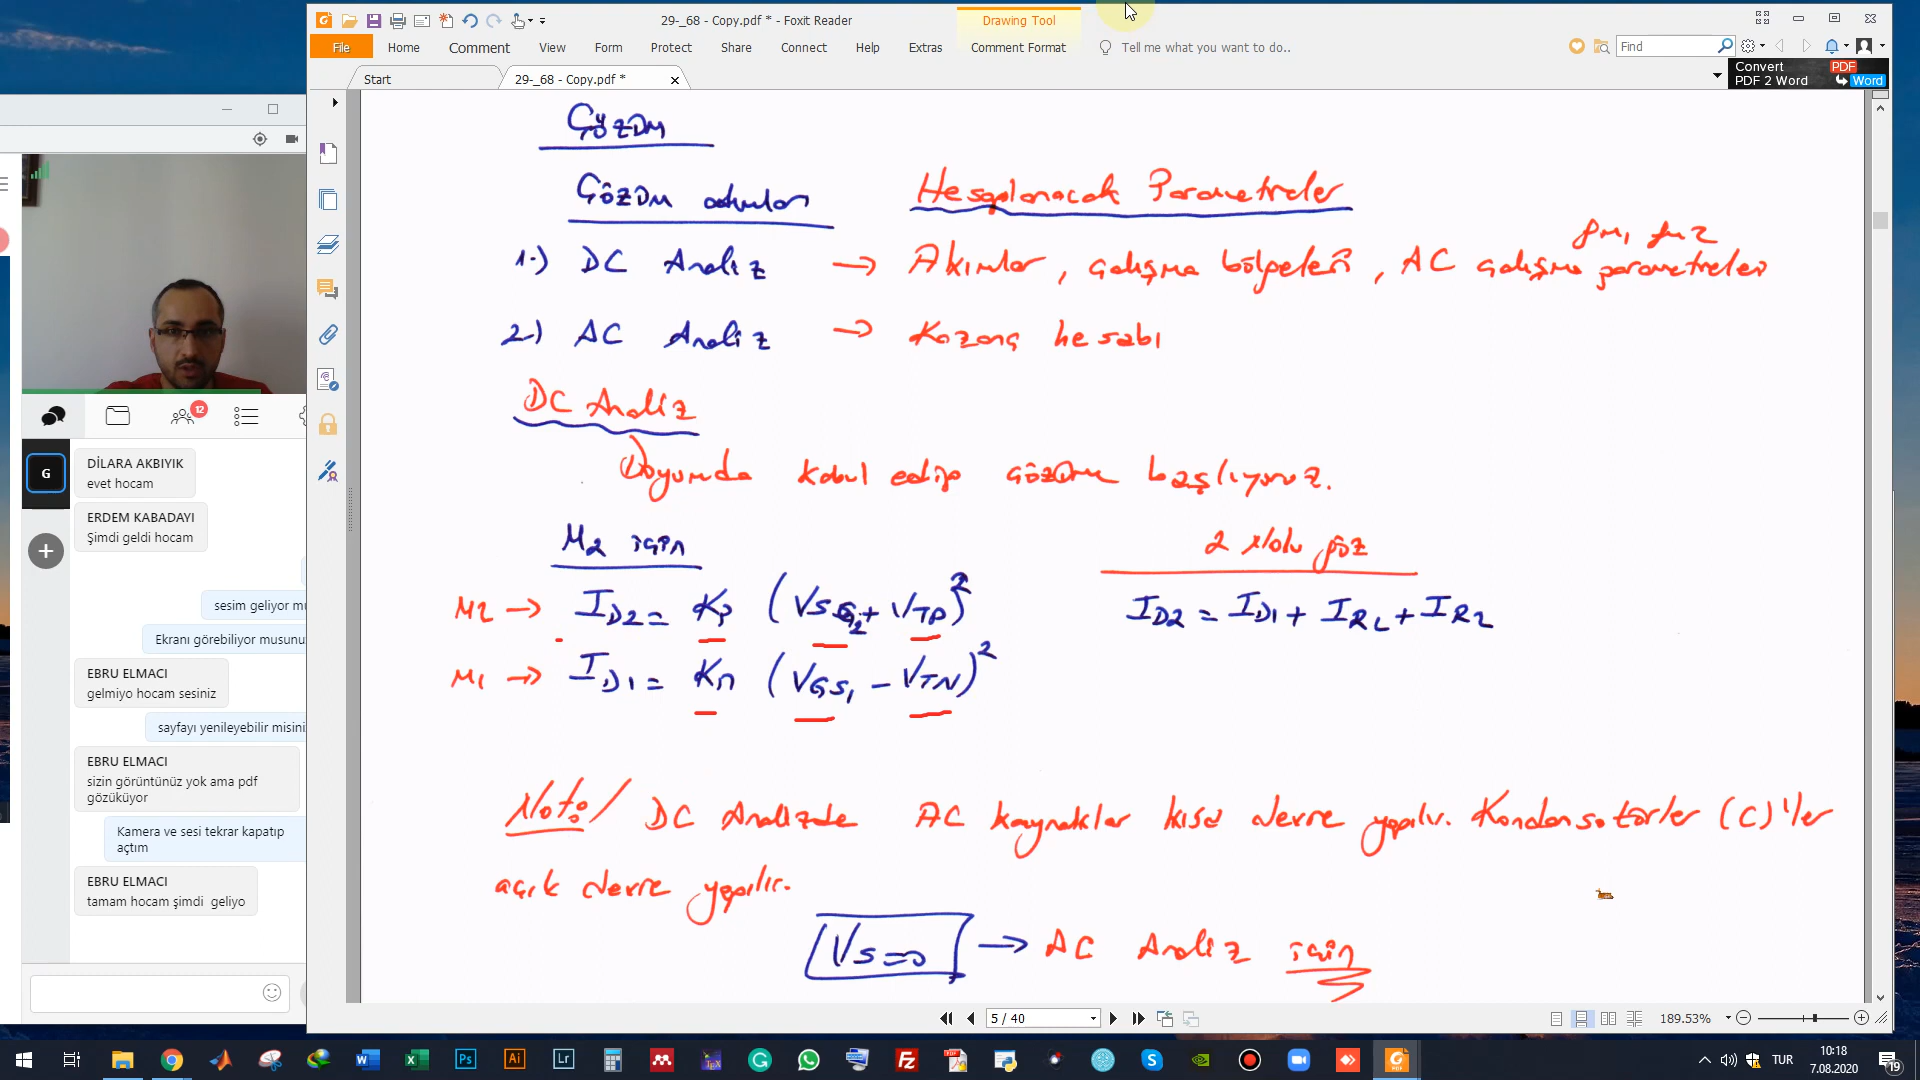 29-_68 - Copy.pdf * - Foxit Reader
Drawing Tool
File Home Comment View Form Protect Share Connect Help Extras Comment Format Tell me what you want to do.. Find
Start 29-_68 - Copy.pdf *
Convert PDF
PDF 2 Word Word
Çözüm
Çözüm adımları Hesaplanacak Parametreler
gm1 gm2
1-) DC Analiz → Akımlar, çalışma bölgeleri, AC çalışma parametreleri
2-) AC Analiz → Kazanç hesabı
DC Analiz
Doyumda kabul edip çözüme başlıyoruz.
M2 için 2 nolu göz
M2 → ID2 = Kp (VSG2 + VTP)² ID2 = ID1 + IRL + IR2
M1 → ID1 = Kn (VGS1 - VTN)²
Not:/ DC Analizde AC kaynaklar kısa devre yapılır. Kondansatörler (C)'ler
açık devre yapılır.
Vs=0 → AC Analiz için
12
G
DİLARA AKBIYIK
evet hocam
ERDEM KABADAYI
Şimdi geldi hocam
sesim geliyor mu
Ekranı görebiliyor musunu
EBRU ELMACI
gelmiyo hocam sesiniz
sayfayı yenileyebilir misini
EBRU ELMACI
sizin görüntünüz yok ama pdf
gözüküyor
Kamera ve sesi tekrar kapatıp
açtım
EBRU ELMACI
tamam hocam şimdi geliyo
5 / 40
189.53%
TUR
10:18
7.08.2020
19